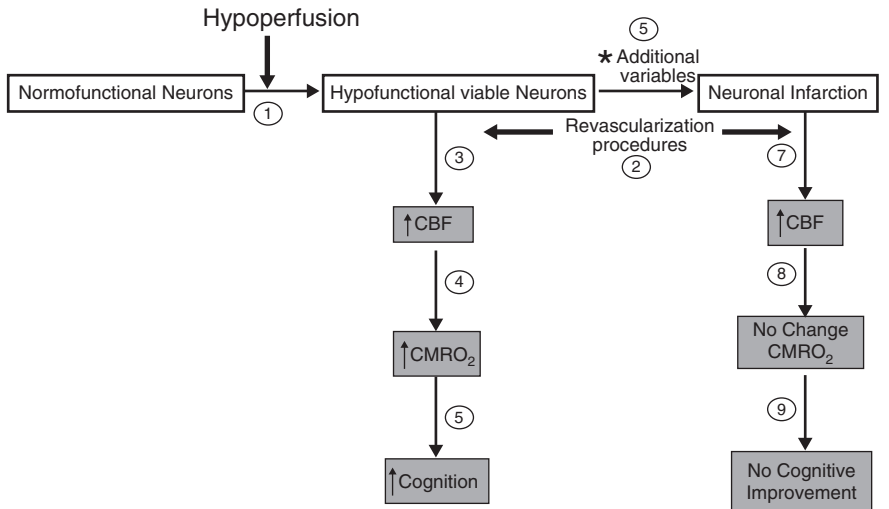 Hypoperfusion
5
* Additional
variables
Normofunctional Neurons
1
Hypofunctional viable Neurons
Neuronal Infarction
Revascularization
procedures
2
3
7
↑CBF
↑CBF
4
8
↑CMRO₂
No Change
CMRO₂
5
9
↑Cognition
No Cognitive
Improvement